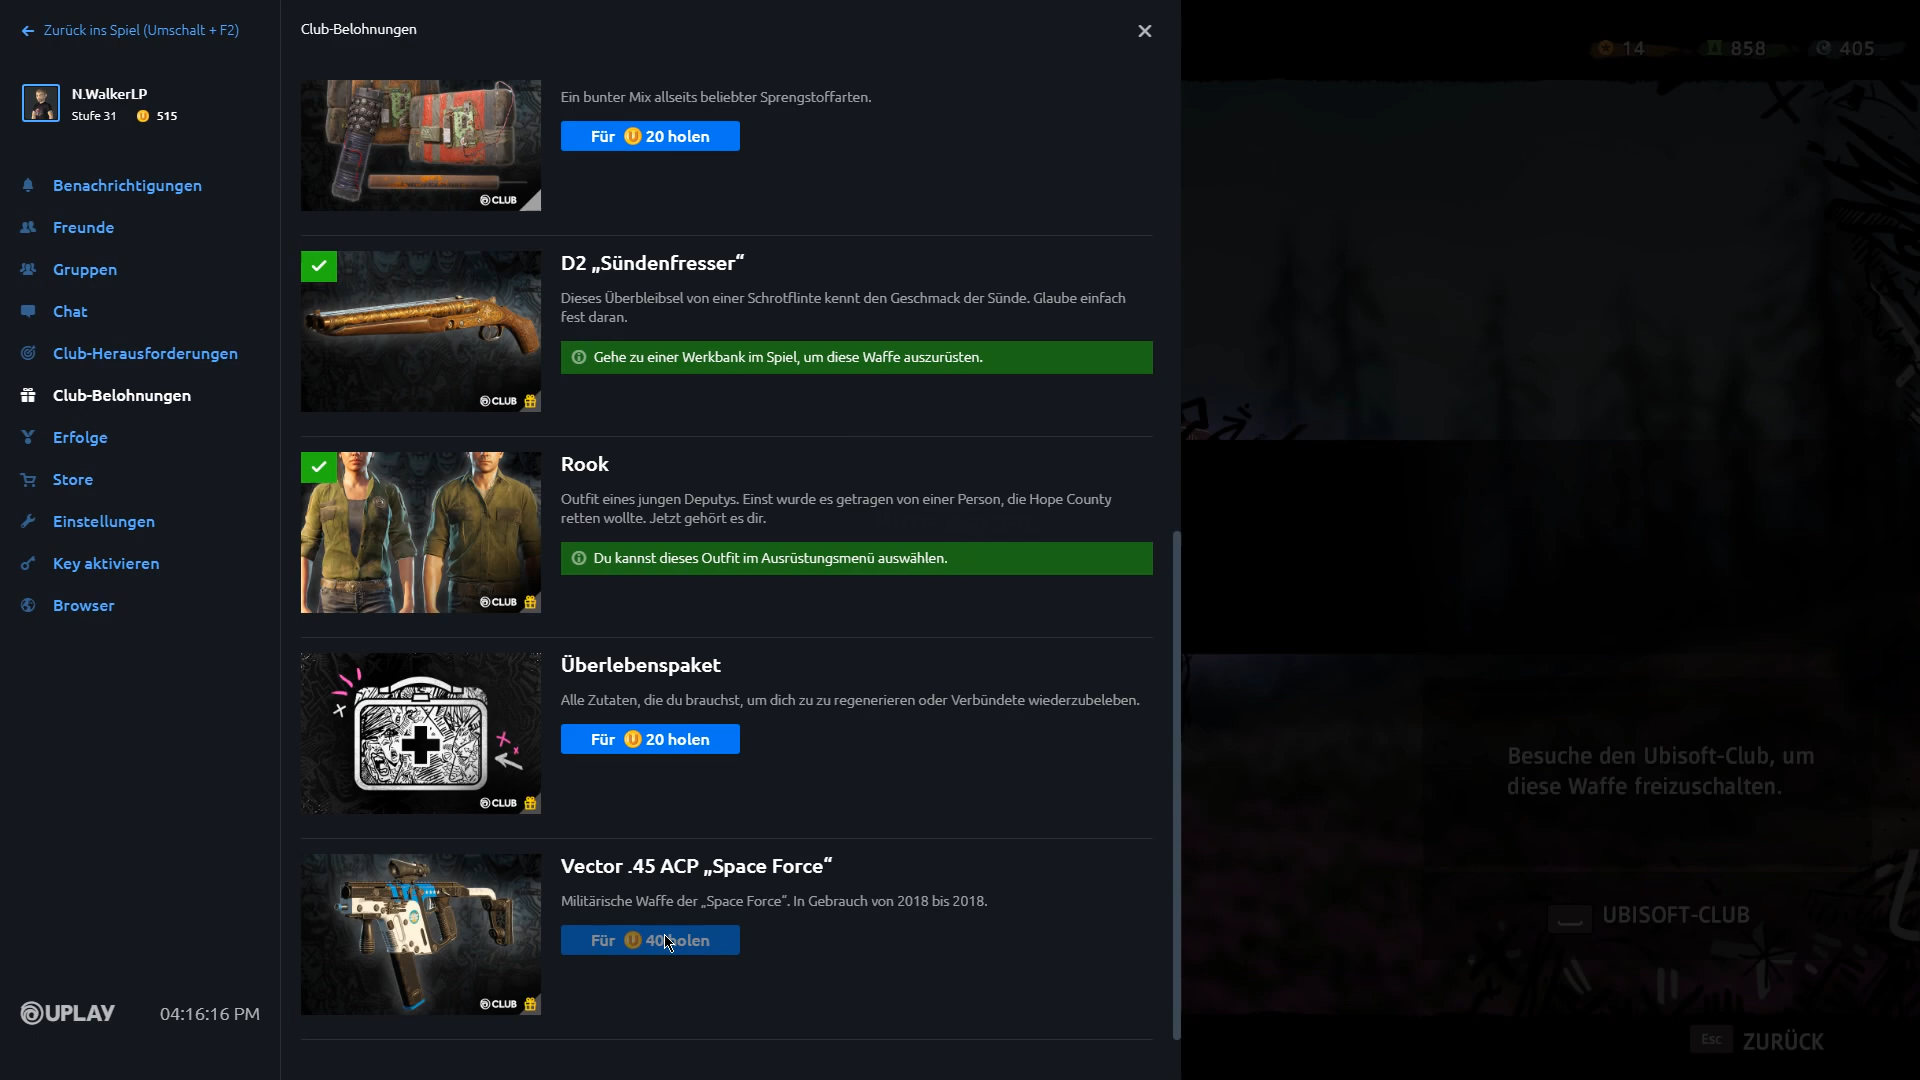 Zurück ins Spiel (Umschalt + F2)
N.WalkerLP
Stufe 31 515
Benachrichtigungen
Freunde
Gruppen
Chat
Club-Herausforderungen
Club-Belohnungen
Erfolge
Store
Einstellungen
Key aktivieren
Browser
UPLAY
04:16:16 PM
Club-Belohnungen
Ein bunter Mix allseits beliebter Sprengstoffarten.
Für 20 holen
CLUB
D2 „Sündenfresser“
Dieses Überbleibsel von einer Schrotflinte kennt den Geschmack der Sünde. Glaube einfach
fest daran.
Gehe zu einer Werkbank im Spiel, um diese Waffe auszurüsten.
CLUB
Rook
Outfit eines jungen Deputys. Einst wurde es getragen von einer Person, die Hope County
retten wollte. Jetzt gehört es dir.
Du kannst dieses Outfit im Ausrüstungsmenü auswählen.
CLUB
Überlebenspaket
Alle Zutaten, die du brauchst, um dich zu zu regenerieren oder Verbündete wiederzubeleben.
Für 20 holen
CLUB
Vector .45 ACP „Space Force“
Militärische Waffe der „Space Force“. In Gebrauch von 2018 bis 2018.
Für 40 holen
CLUB
14 858 405
Besuche den Ubisoft-Club, um
diese Waffe freizuschalten.
UBISOFT-CLUB
Esc ZURÜCK